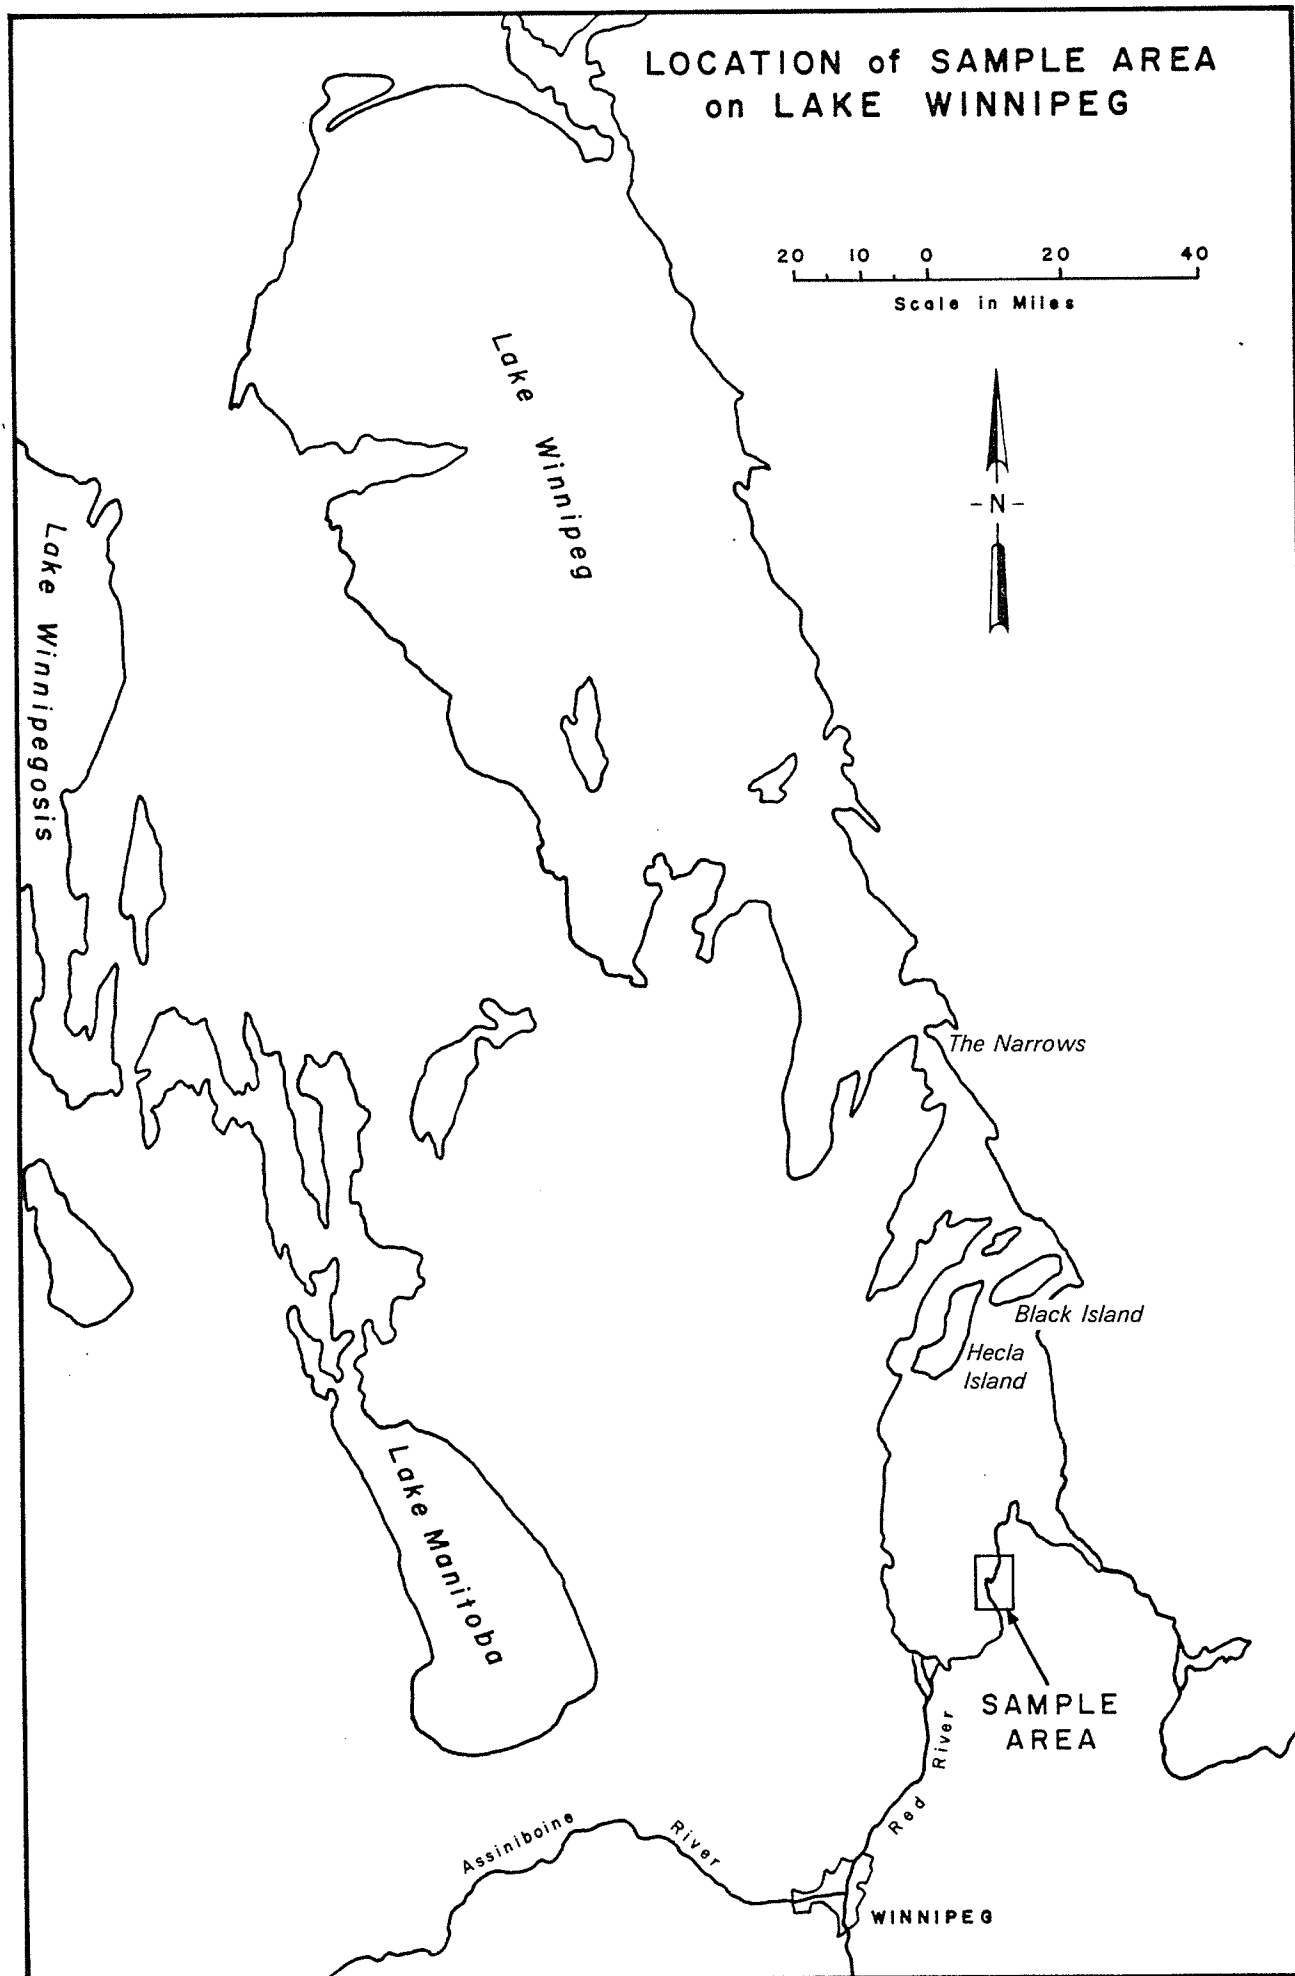 LOCATION of SAMPLE AREA
on LAKE WINNIPEG
20 10 0 20 40
Scale in Miles
Lake Winnipeg
- N -
Lake Winnipegosis
The Narrows
Black Island
Hecla
Island
Lake Manitoba
SAMPLE
AREA
Red River
Assiniboine River
WINNIPEG